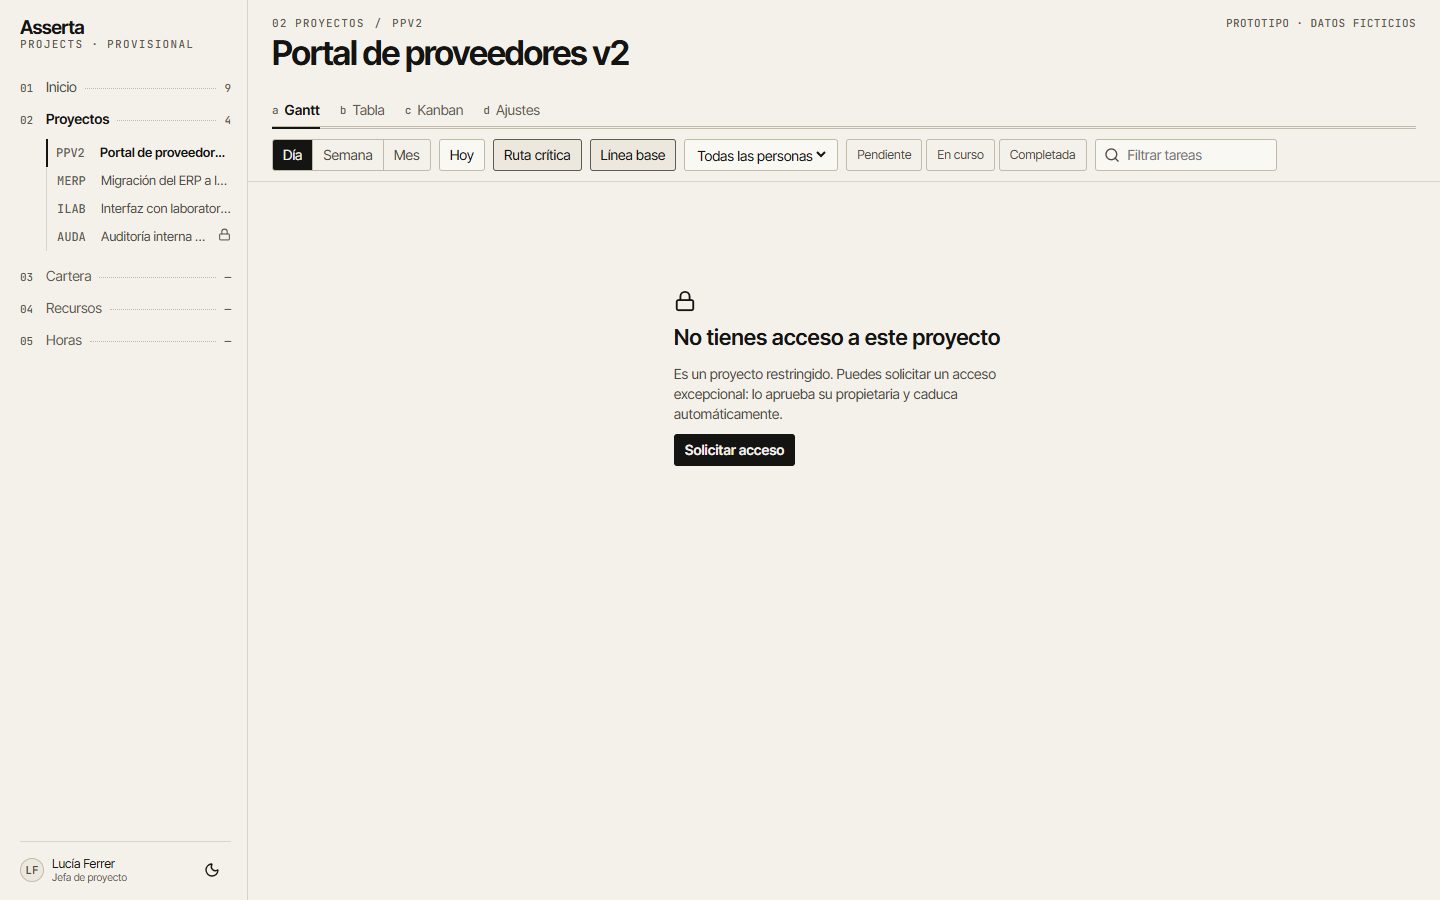 Asserta
PROJECTS · PROVISIONAL
01 Inicio 9
02 Proyectos 4
PPV2 Portal de proveedor...
MERP Migración del ERP a l...
ILAB Interfaz con laborator...
AUDA Auditoría interna ...
03 Cartera –
04 Recursos –
05 Horas –
LF
Lucía Ferrer
Jefa de proyecto
02 PROYECTOS / PPV2
PROTOTIPO · DATOS FICTICIOS
Portal de proveedores v2
a Gantt b Tabla c Kanban d Ajustes
Día Semana Mes Hoy Ruta crítica Línea base Todas las personas Pendiente En curso Completada Filtrar tareas
No tienes acceso a este proyecto
Es un proyecto restringido. Puedes solicitar un acceso
excepcional: lo aprueba su propietaria y caduca
automáticamente.
Solicitar acceso